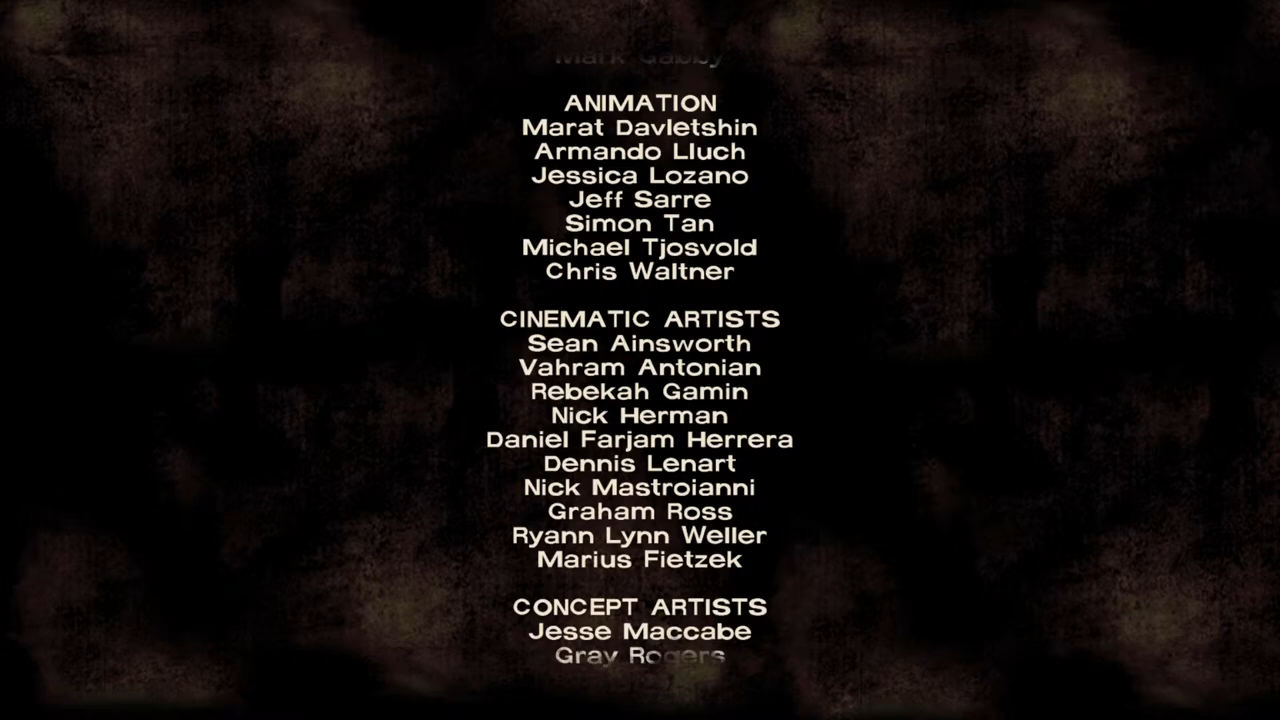 Mark Gabby
ANIMATION
Marat Davletshin
Armando Lluch
Jessica Lozano
Jeff Sarre
Simon Tan
Michael Tjosvold
Chris Waltner
CINEMATIC ARTISTS
Sean Ainsworth
Vahram Antonian
Rebekah Gamin
Nick Herman
Daniel Farjam Herrera
Dennis Lenart
Nick Mastroianni
Graham Ross
Ryann Lynn Weller
Marius Fietzek
CONCEPT ARTISTS
Jesse Maccabe
Gray Rogers